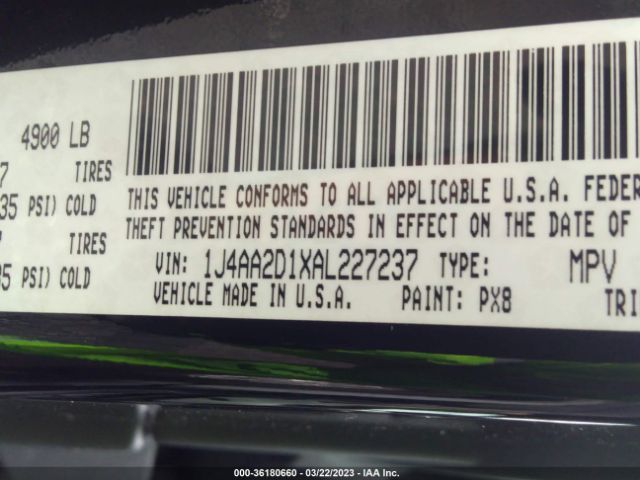 4900 LB
7 TIRES
35 PSI) COLD
TIRES
35 PSI) COLD
THIS VEHICLE CONFORMS TO ALL APPLICABLE U.S.A. FEDER
THEFT PREVENTION STANDARDS IN EFFECT ON THE DATE OF
VIN: 1J4AA2D1XAL227237 TYPE: MPV
VEHICLE MADE IN U.S.A. PAINT: PX8 TRI
000-36180660 - 03/22/2023 - IAA Inc.